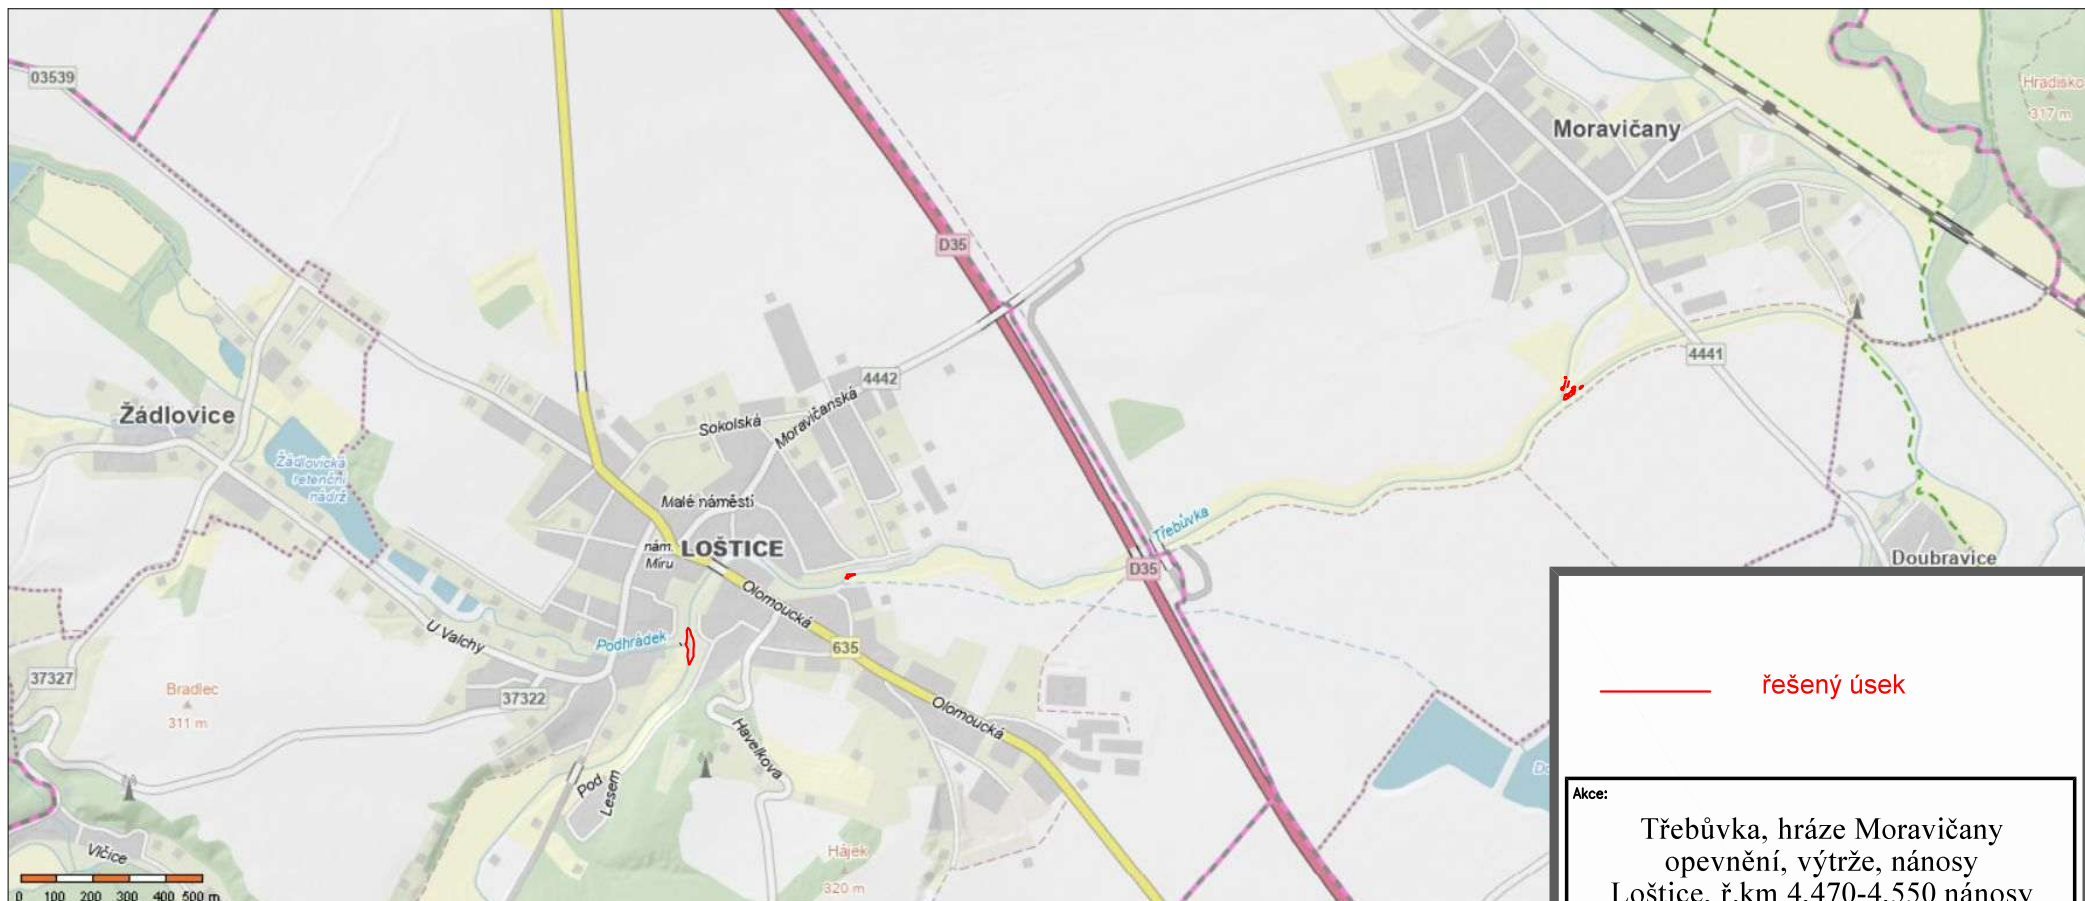 03539
Hradisko
317 m
Moravičany
D35
4441
4442
Žádlovice
Sokolská
Moravičanská
Žádlovická
retenční
nádrž
Malé náměstí
nám.
Míru
LOŠTICE
Třebůvka
D35
Doubravice
Olomoucká
Podhrádek
U Valchy
635
37327
37322
Bradlec
311 m
Olomoucká
Havelkova
Pod
Lesem
Vlčice
Hájek
320 m
0 100 200 300 400 500 m
řešený úsek
Akce:
Třebůvka, hráze Moravičany
opevnění, výtrže, nánosy
Loštice, ř.km 4,470-4,550 nánosy